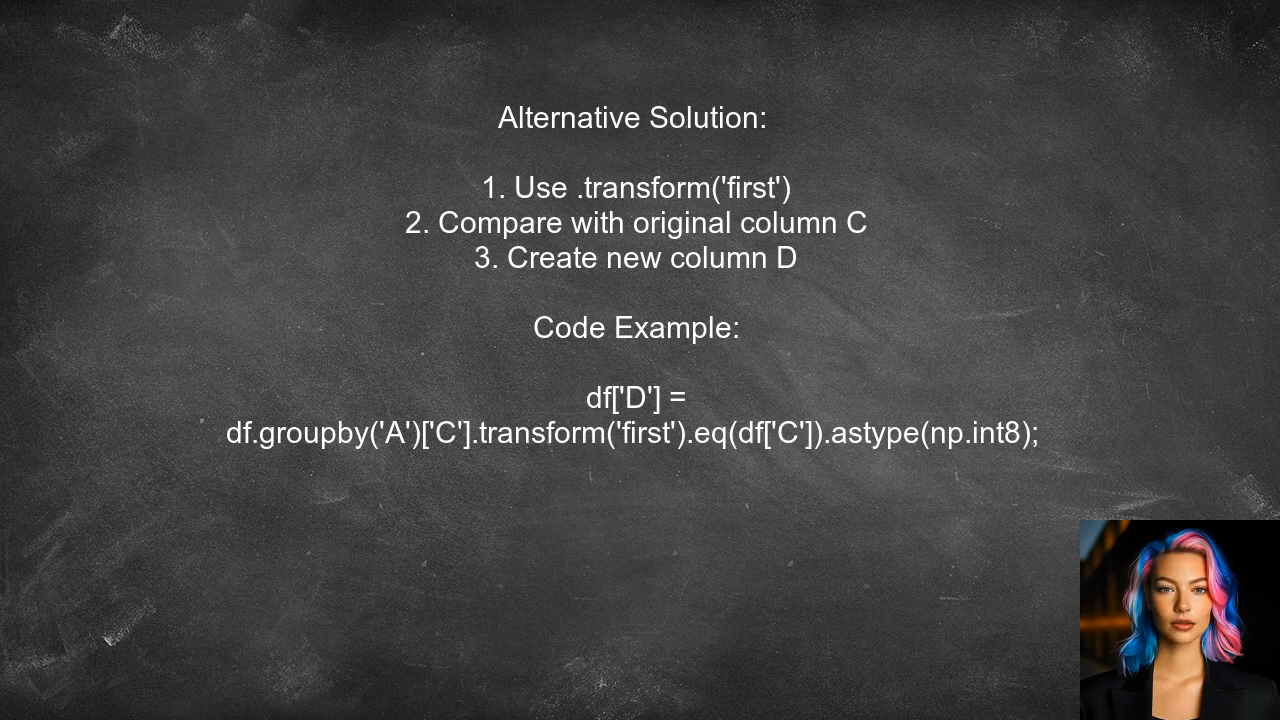 Alternative Solution:
1. Use .transform('first')
2. Compare with original column C
3. Create new column D
Code Example:
df['D'] =
df.groupby('A')['C'].transform('first').eq(df['C']).astype(np.int8);